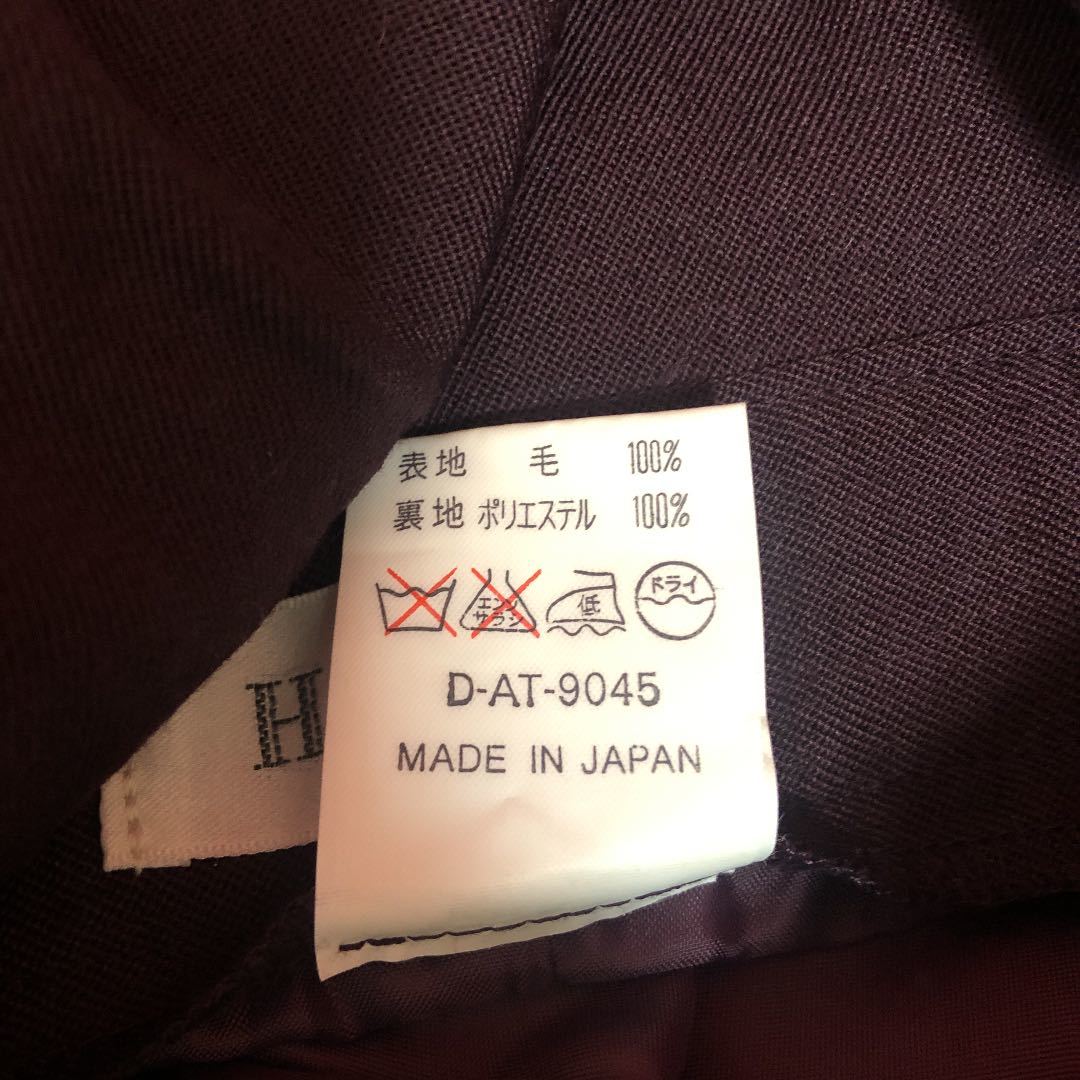 表地 毛 100%
裏地 ポリエステル 100%
エンソ
サラシ
低
ドライ
D-AT-9045
MADE IN JAPAN
H